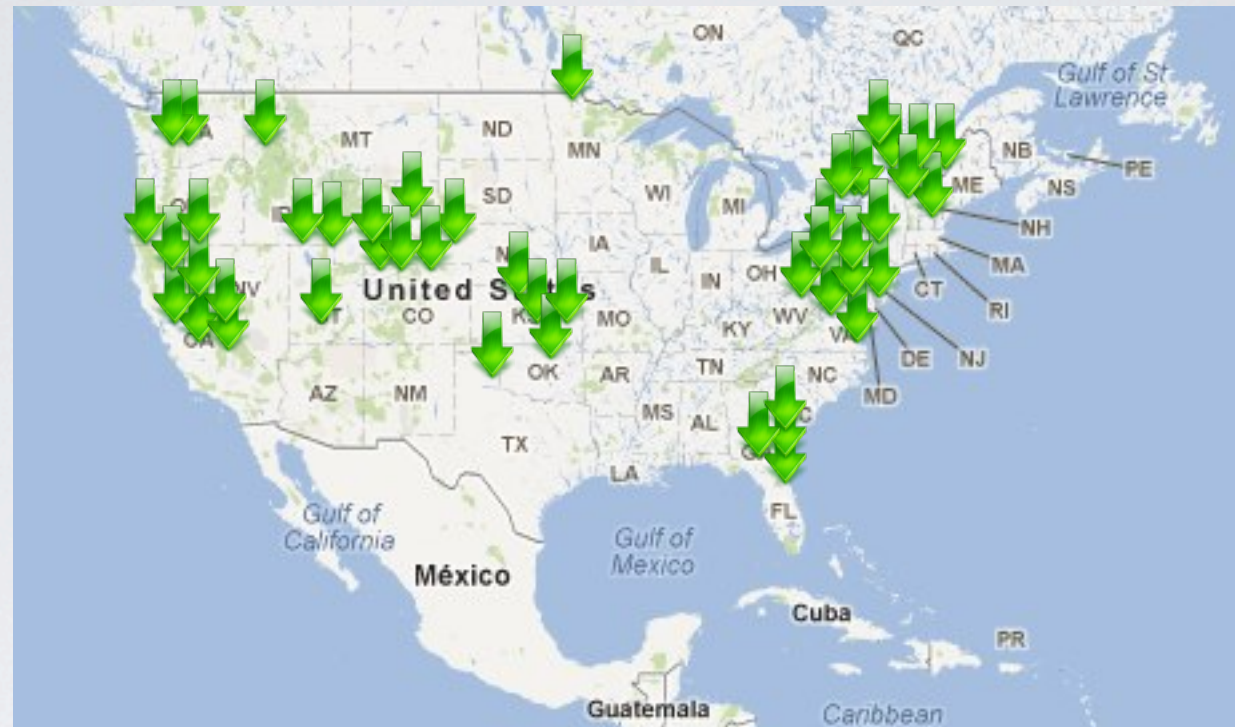 ON
QC
Gulf of St
Lawrence
MT
ND
MN
NB
PE
SD
WI
MI
ME
NS
NH
IA
MA
IL
IN
OH
CT
RI
United
CO
MO
KY
WV
DE
NJ
AZ
NM
OK
AR
TN
NC
MD
MS
AL
TX
LA
FL
Gulf of
California
Gulf of
Mexico
México
Cuba
PR
Guatemala
Caribbean